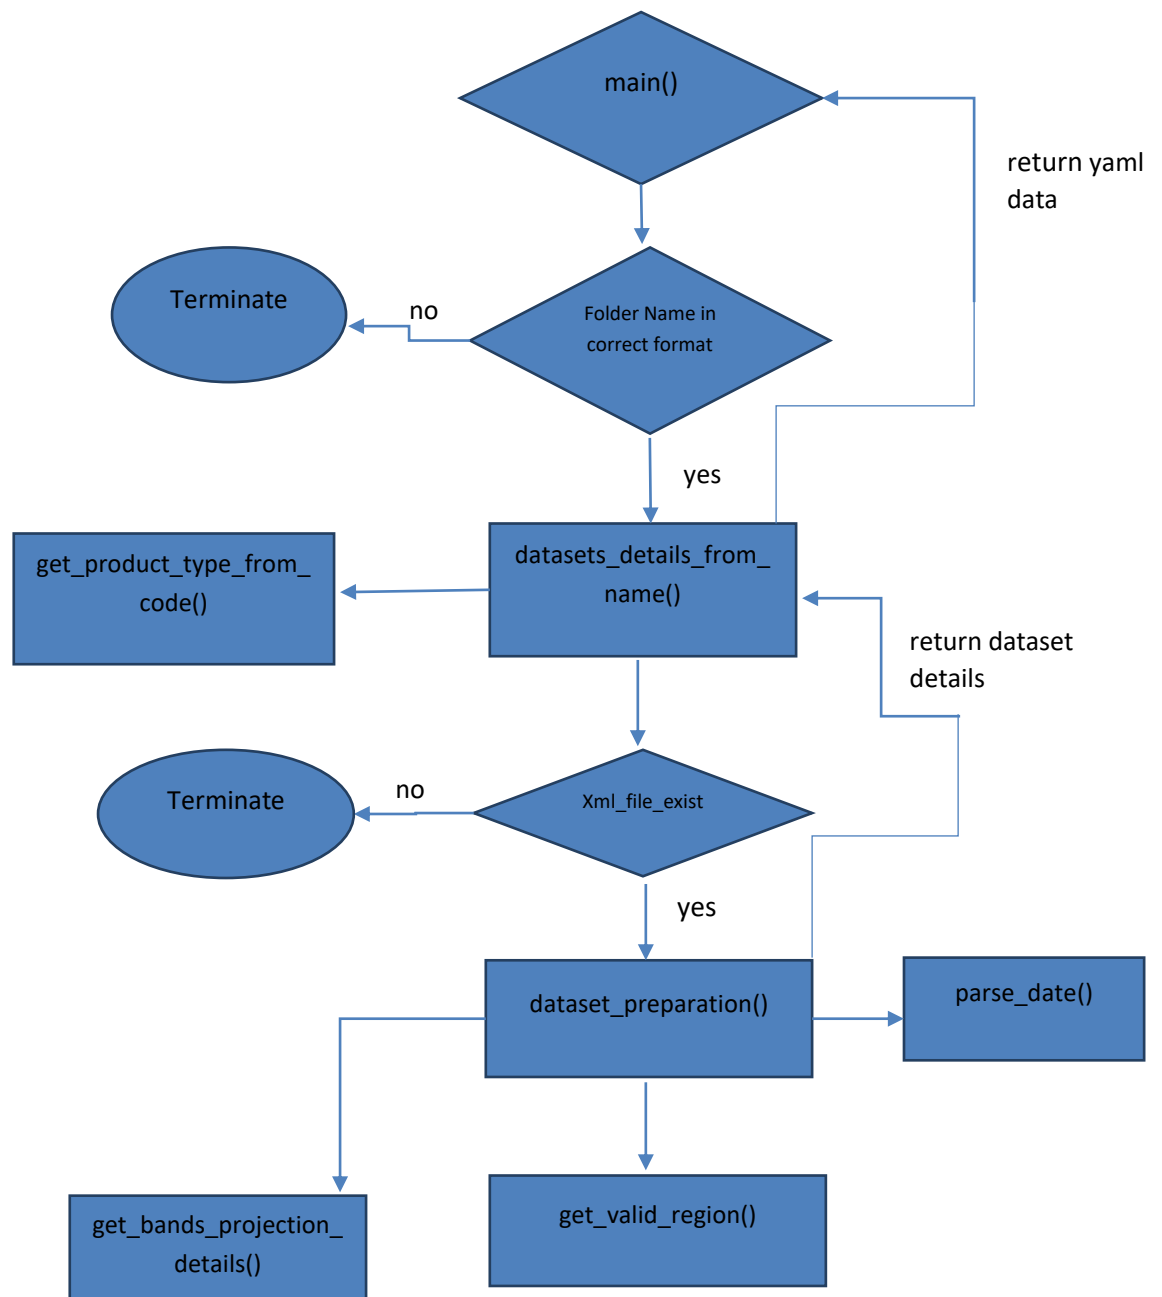 main()
return yaml
data
Terminate
no
Folder Name in
correct format
yes
get_product_type_from_
code()
datasets_details_from_
name()
return dataset
details
Terminate
no
Xml_file_exist
yes
dataset_preparation()
parse_date()
get_bands_projection_
details()
get_valid_region()